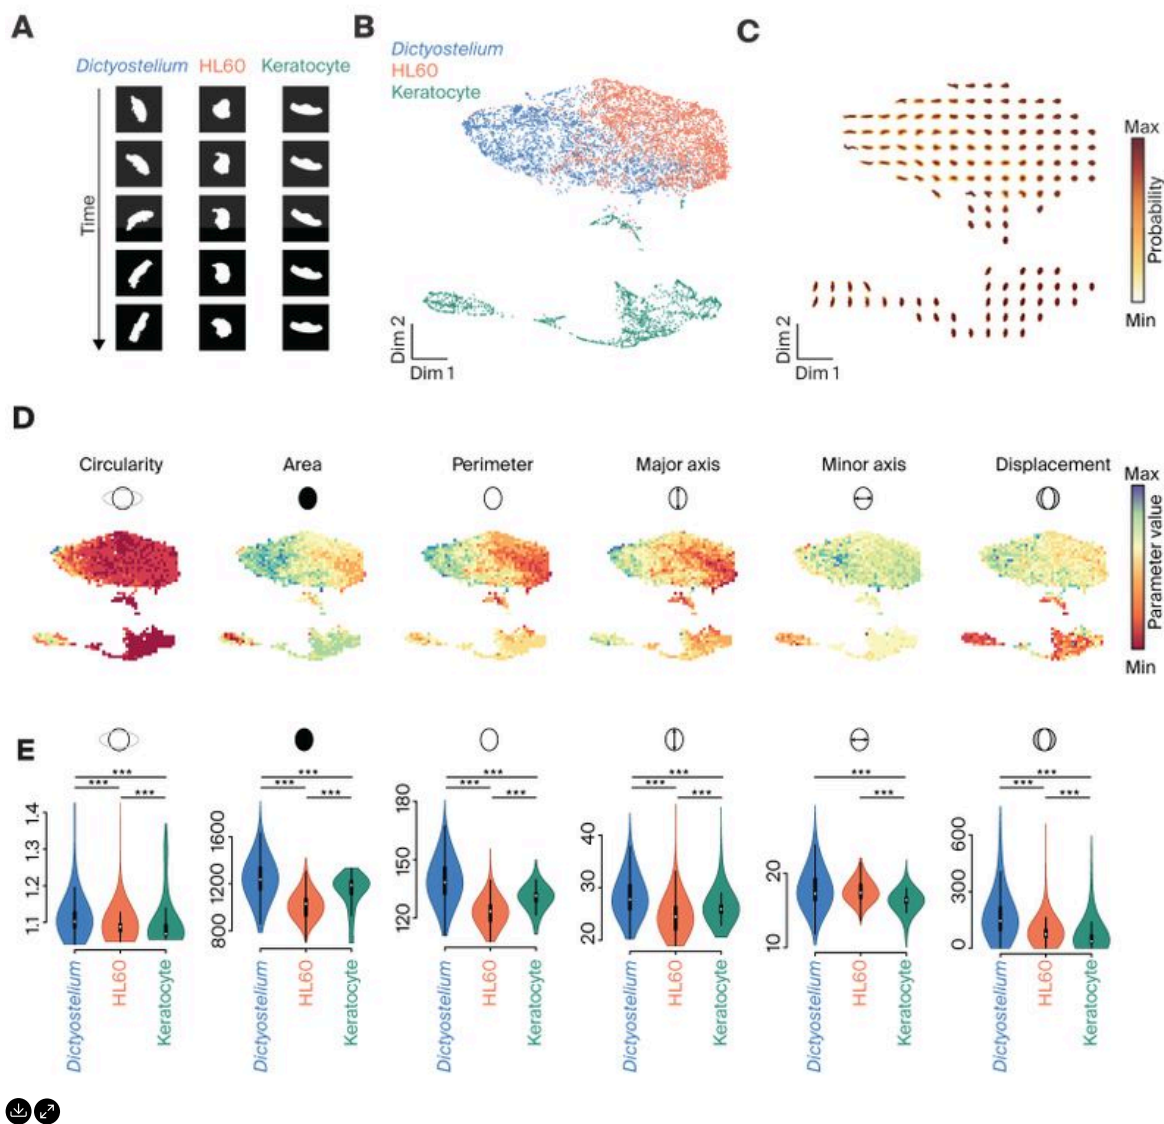 A
Dictyostelium HL60 Keratocyte
Time
B
Dictyostelium
HL60
Keratocyte
Dim 2
Dim 1
C
Max
Probability
Min
Dim 2
Dim 1
D
Circularity Area Perimeter Major axis Minor axis Displacement
Max
Parameter value
Min
E
*** *** ***
1.4
1.3
1.2
1.1
Dictyostelium
HL60
Keratocyte
*** *** ***
1600
1200
800
Dictyostelium
HL60
Keratocyte
*** *** ***
180
150
120
Dictyostelium
HL60
Keratocyte
*** *** ***
40
30
20
Dictyostelium
HL60
Keratocyte
*** ***
20
10
Dictyostelium
HL60
Keratocyte
*** *** ***
600
300
0
Dictyostelium
HL60
Keratocyte